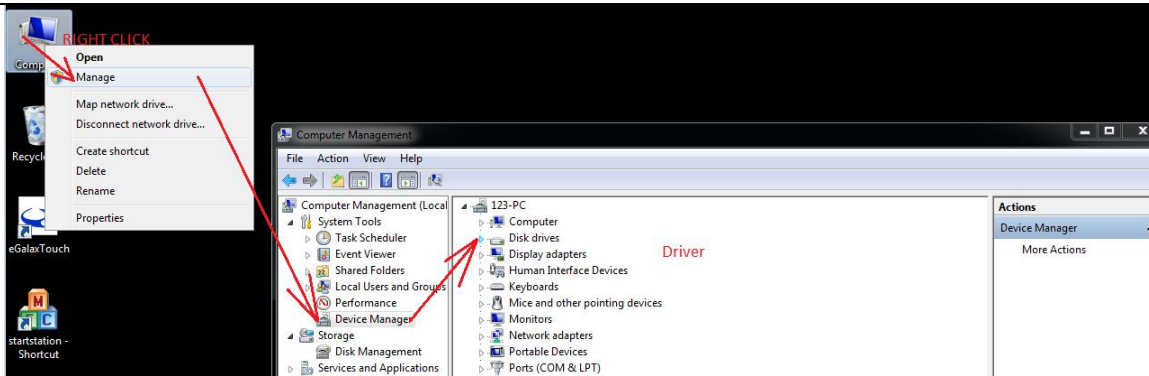 RIGHT CLICK
Open
Manage
Map network drive...
Disconnect network drive...
Create shortcut
Delete
Rename
Properties
eGalaxTouch
startstation -
Shortcut
Computer Management
File Action View Help
Computer Management (Local
System Tools
Task Scheduler
Event Viewer
Shared Folders
Local Users and Groups
Performance
Device Manager
Storage
Disk Management
Services and Applications
123-PC
Computer
Disk drives
Display adapters
Human Interface Devices
Keyboards
Mice and other pointing devices
Monitors
Network adapters
Portable Devices
Ports (COM & LPT)
Driver
Actions
Device Manager
More Actions